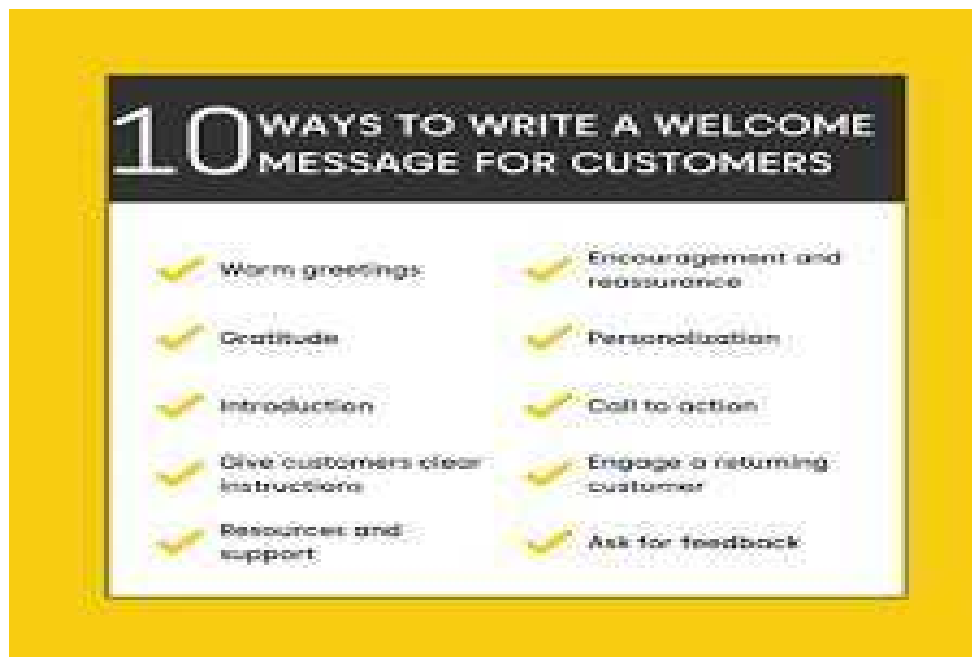 10 WAYS TO WRITE A WELCOME
MESSAGE FOR CUSTOMERS
Warm greetings
Gratitude
Introduction
Give customers clear
instructions
Resources and
support
Encouragement and
reassurance
Personalization
Call to action
Engage a returning
customer
Ask for feedback